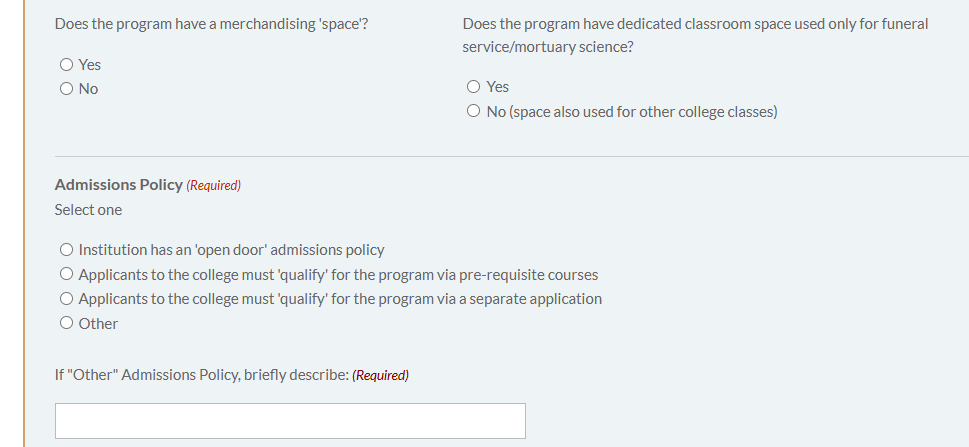 Does the program have a merchandising 'space'?
Yes
No
Does the program have dedicated classroom space used only for funeral
service/mortuary science?
Yes
No (space also used for other college classes)
Admissions Policy (Required)
Select one
Institution has an 'open door' admissions policy
Applicants to the college must 'qualify' for the program via pre-requisite courses
Applicants to the college must 'qualify' for the program via a separate application
Other
If "Other" Admissions Policy, briefly describe: (Required)